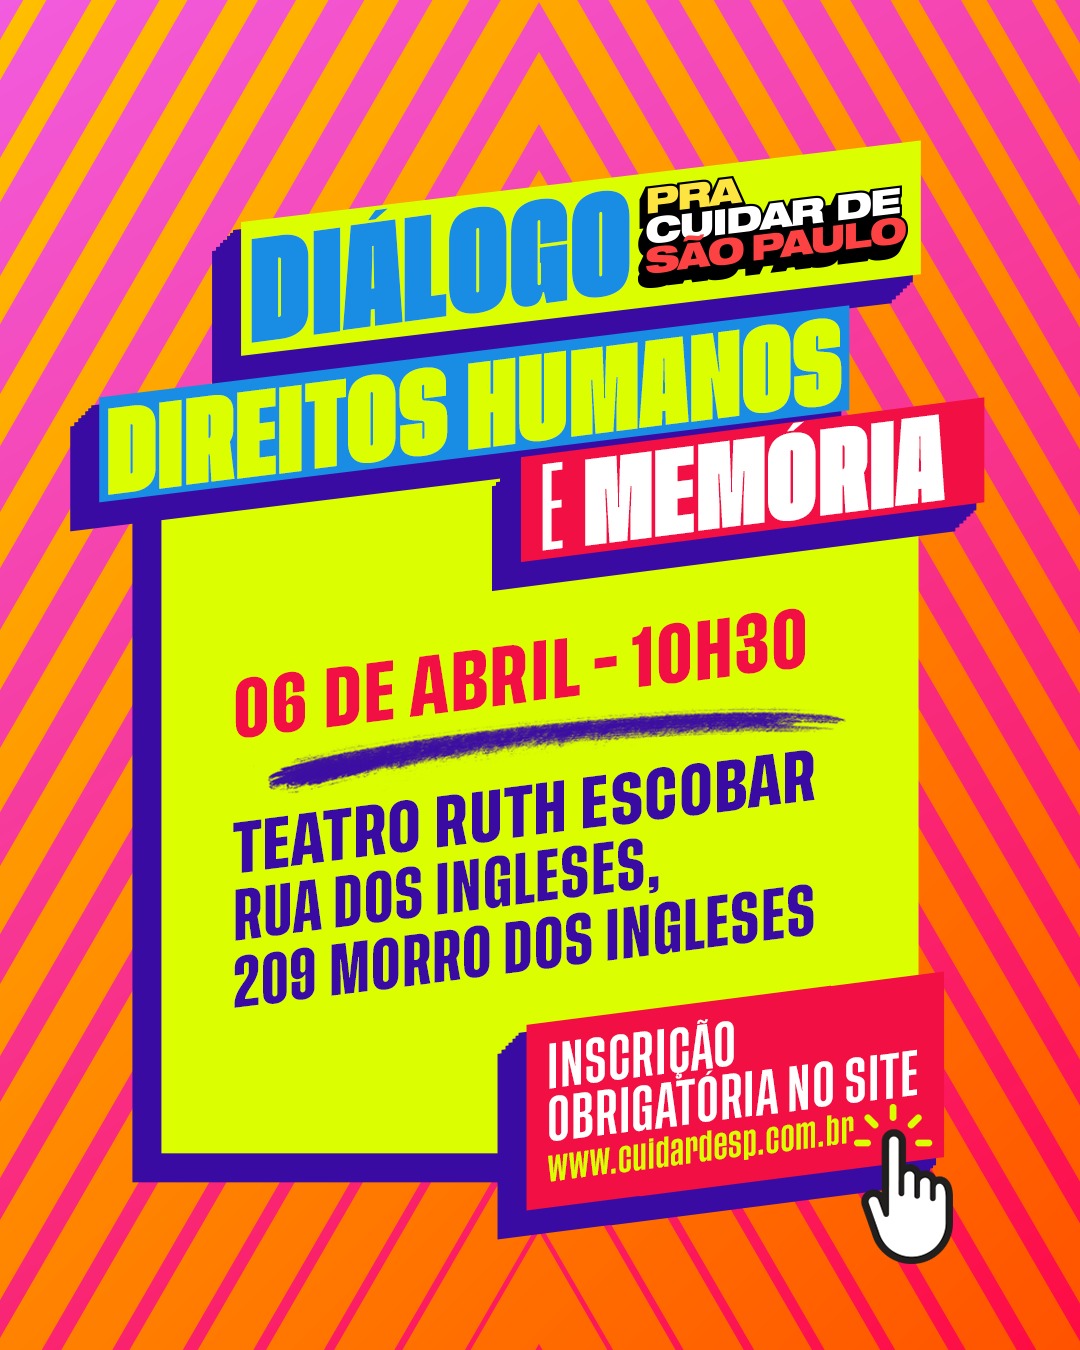 DIÁLOGO
PRA
CUIDAR DE
SÃO PAULO
DIREITOS HUMANOS
E MEMÓRIA
06 DE ABRIL - 10H30
TEATRO RUTH ESCOBAR
RUA DOS INGLESES,
209 MORRO DOS INGLESES
INSCRIÇÃO
OBRIGATÓRIA NO SITE
www.cuidardesp.com.br